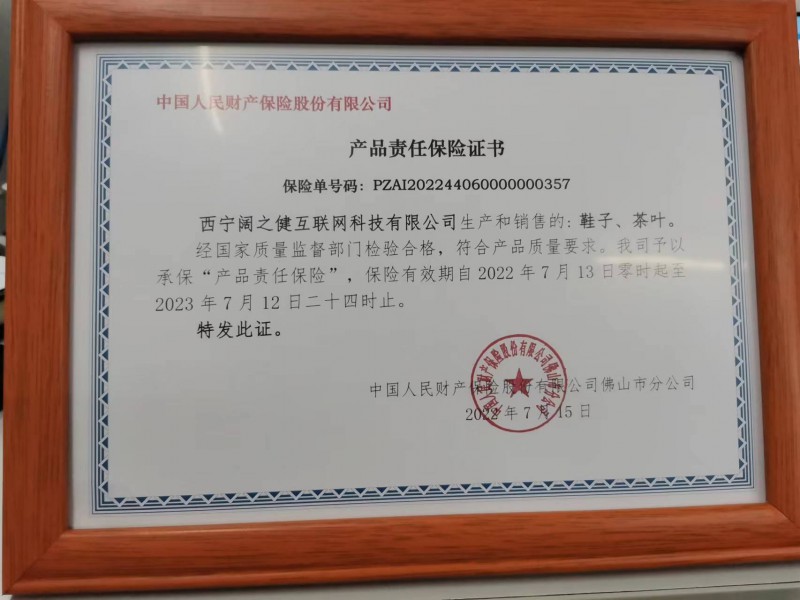 中国人民财产保险股份有限公司
产品责任保险证书
保险单号码：PZAI202244060000000357
西宁阔之健互联网科技有限公司生产和销售的：鞋子、茶叶。
经国家质量监督部门检验合格，符合产品质量要求。我司予以
承保“产品责任保险”，保险有效期自2022年7月13日零时起至
2023年7月12日二十四时止。
特发此证。
中国人民财产保险股份有限公司佛山市分公司
2022年7月15日